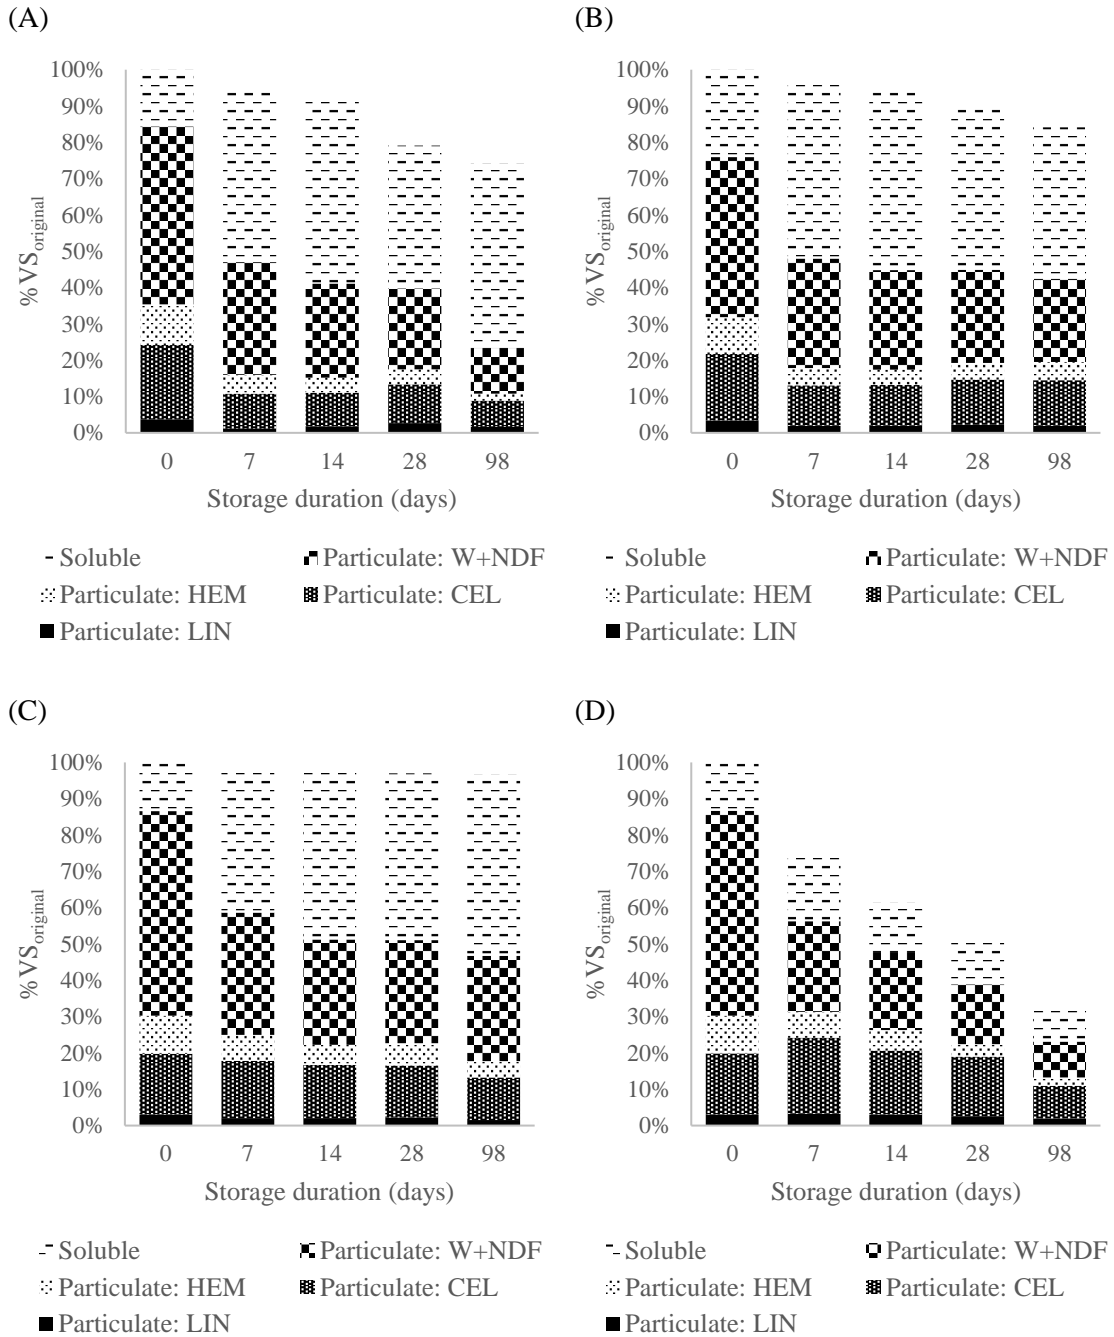 (A)
(B)
100%
90%
80%
70%
60%
50%
40%
30%
20%
10%
0%
% VSoriginal
0 7 14 28 98
Storage duration (days)
Soluble
Particulate: W+NDF
Particulate: HEM
Particulate: CEL
Particulate: LIN
100%
90%
80%
70%
60%
50%
40%
30%
20%
10%
0%
% VSoriginal
0 7 14 28 98
Storage duration (days)
Soluble
Particulate: W+NDF
Particulate: HEM
Particulate: CEL
Particulate: LIN
(C)
(D)
100%
90%
80%
70%
60%
50%
40%
30%
20%
10%
0%
% VSoriginal
0 7 14 28 98
Storage duration (days)
Soluble
Particulate: W+NDF
Particulate: HEM
Particulate: CEL
Particulate: LIN
100%
90%
80%
70%
60%
50%
40%
30%
20%
10%
0%
% VSoriginal
0 7 14 28 98
Storage duration (days)
Soluble
Particulate: W+NDF
Particulate: HEM
Particulate: CEL
Particulate: LIN